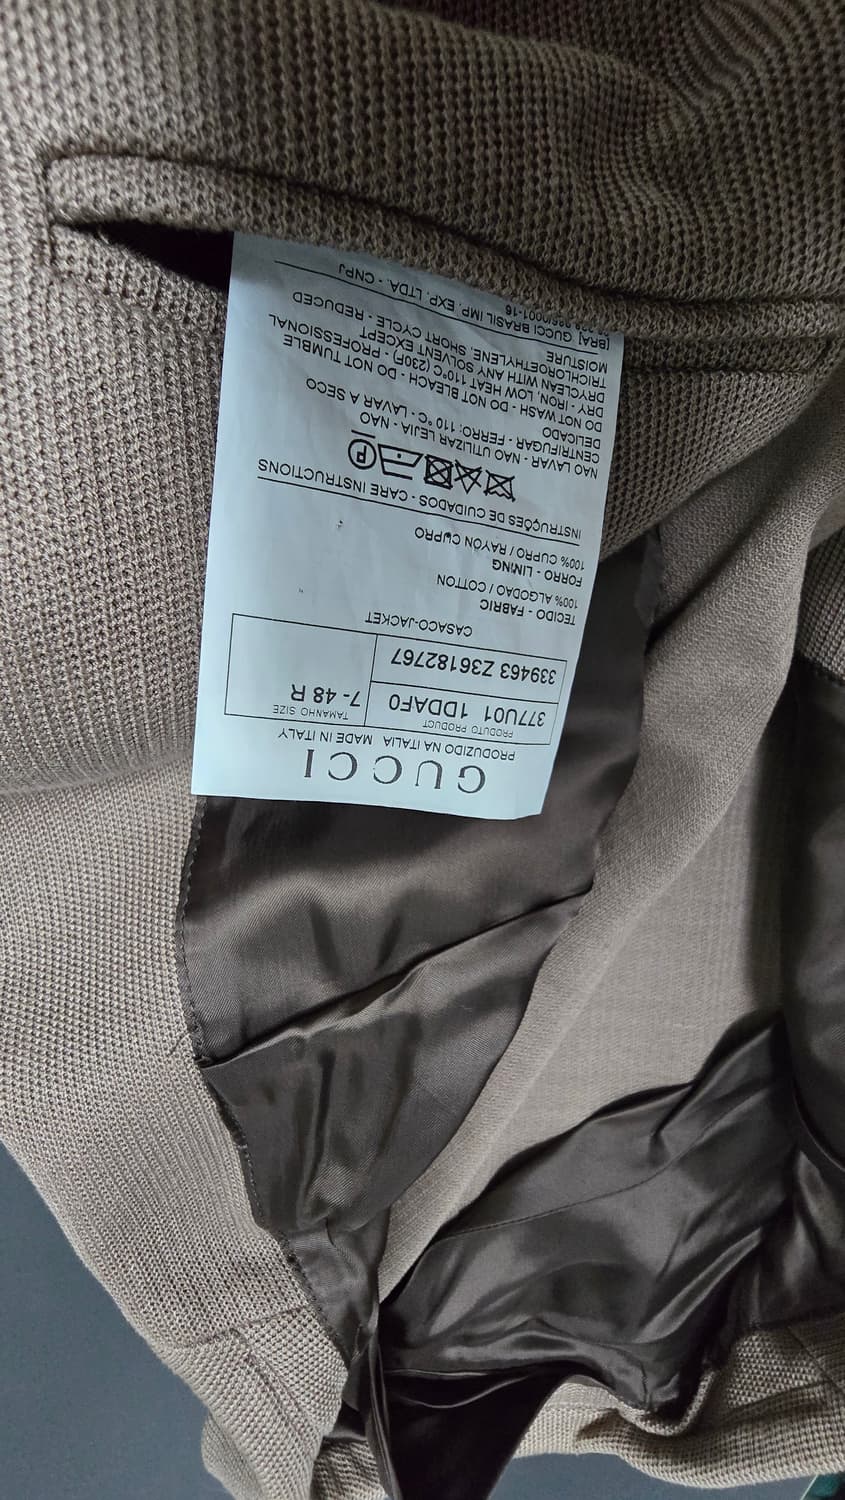 GUCCI
PRODUZIDO NA ITALIA MADE IN ITALY
PRODUTO PRODUCT
377U01 1DDAF0
339463 Z36182767
TAMANHO SIZE
7- 48 R
CASACO-JACKET
TECIDO - FABRIC
100% ALGODAO / COTTON
FORRO - LINING
100% CUPRO / RAYON CUPRO
INSTRUÇÕES DE CUIDADOS - CARE INSTRUCTIONS
P
NAO LAVAR - NAO UTILIZAR LEJIA - NAO
CENTRIFUGAR - FERRO: 110 °C - LAVAR A SECO
DELICADO
DO NOT WASH - DO NOT BLEACH - DO NOT TUMBLE
DRY - IRON, LOW HEAT 110°C (230F) - PROFESSIONAL
DRYCLEAN WITH ANY SOLVENT EXCEPT
TRICHLOROETHYLENE, SHORT CYCLE - REDUCED
MOISTURE
[BRA] GUCCI BRASIL IMP. EXP. LTDA. - CNPJ